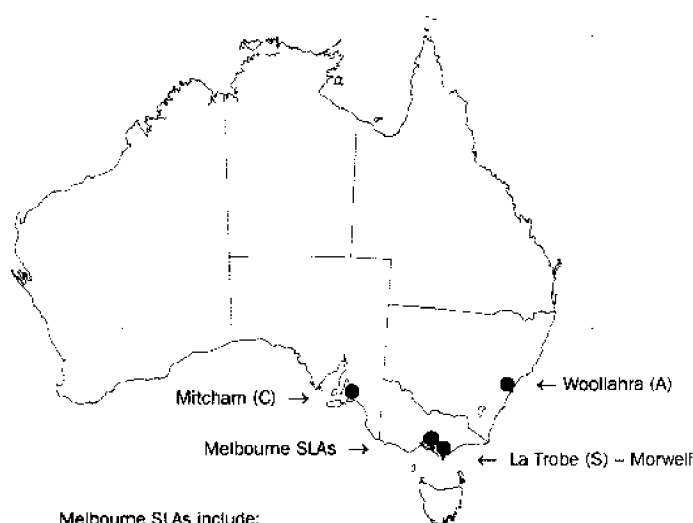 ← Woollahra (A)
Mitcham (C) →
Melbourne SLAs →
← La Trobe (S) – Morwell
Melbourne SLAs include: